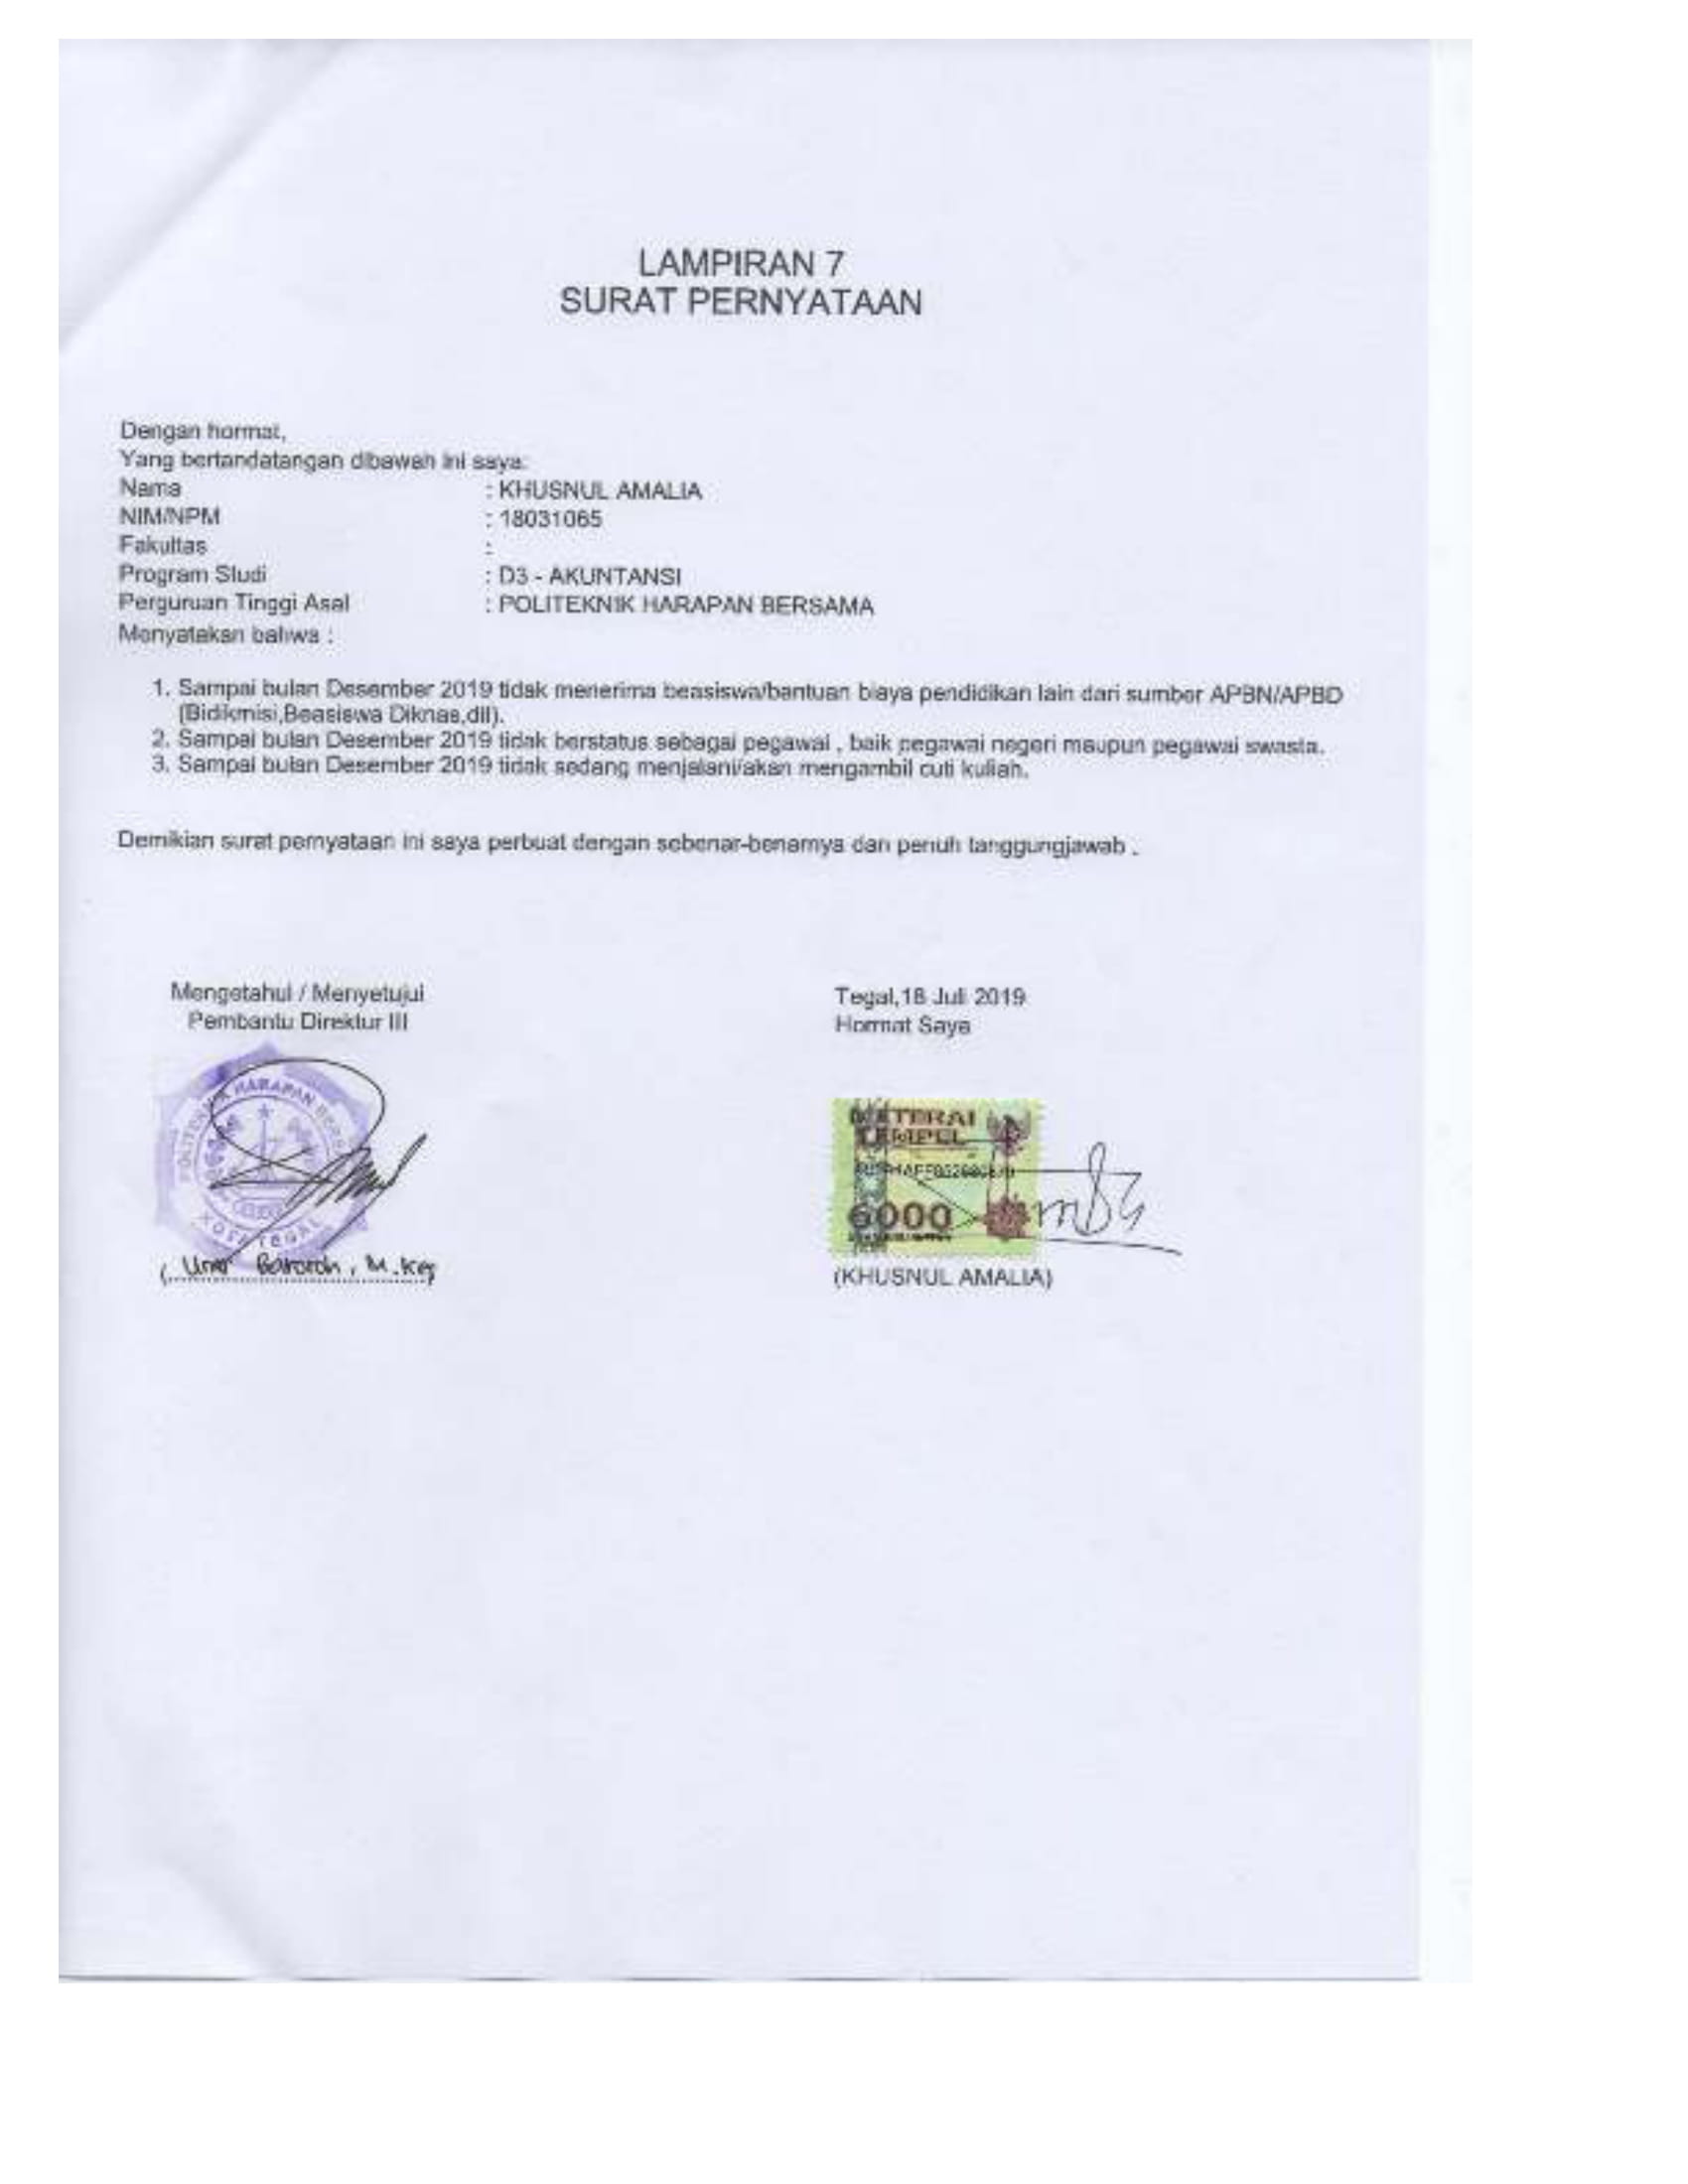 LAMPIRAN 7
SURAT PERNYATAAN
Dengan hormat,
Yang bertandatangan dibawah ini saya:
Nama : KHUSNUL AMALIA
NIM/NPM : 18031065
Fakultas :
Program Studi : D3 - AKUNTANSI
Perguruan Tinggi Asal : POLITEKNIK HARAPAN BERSAMA
Menyatakan bahwa :
1. Sampai bulan Desember 2019 tidak menerima beasiswa/bantuan biaya pendidikan lain dari sumber APBN/APBD
(Bidikmisi,Beasiswa Diknas,dll).
2. Sampai bulan Desember 2019 tidak berstatus sebagai pegawai , baik pegawai negeri maupun pegawai swasta.
3. Sampai bulan Desember 2019 tidak sedang menjalani/akan mengambil cuti kuliah.
Demikian surat pernyataan ini saya perbuat dengan sebenar-benarnya dan penuh tanggungjawab .
Mengetahui / Menyetujui
Pembantu Direktur III
Tegal,18 Juli 2019
Hormat Saya
HARAPAN
KOTA TEGAL
METERAI
TEMPEL
6000
Baroroh, M.Kep
(KHUSNUL AMALIA)